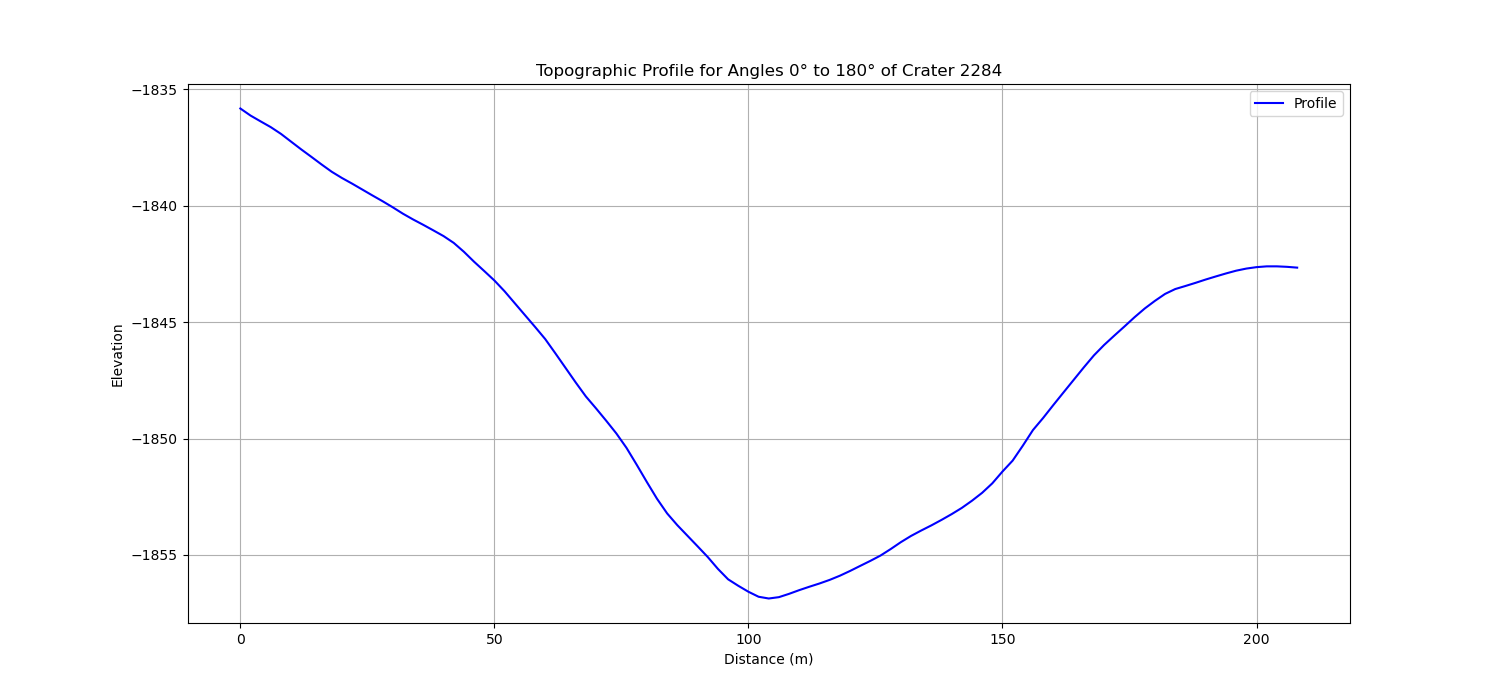 Topographic Profile for Angles 0° to 180° of Crater 2284
Profile
Elevation
−1835
−1840
−1845
−1850
−1855
0 50 100 150 200
Distance (m)